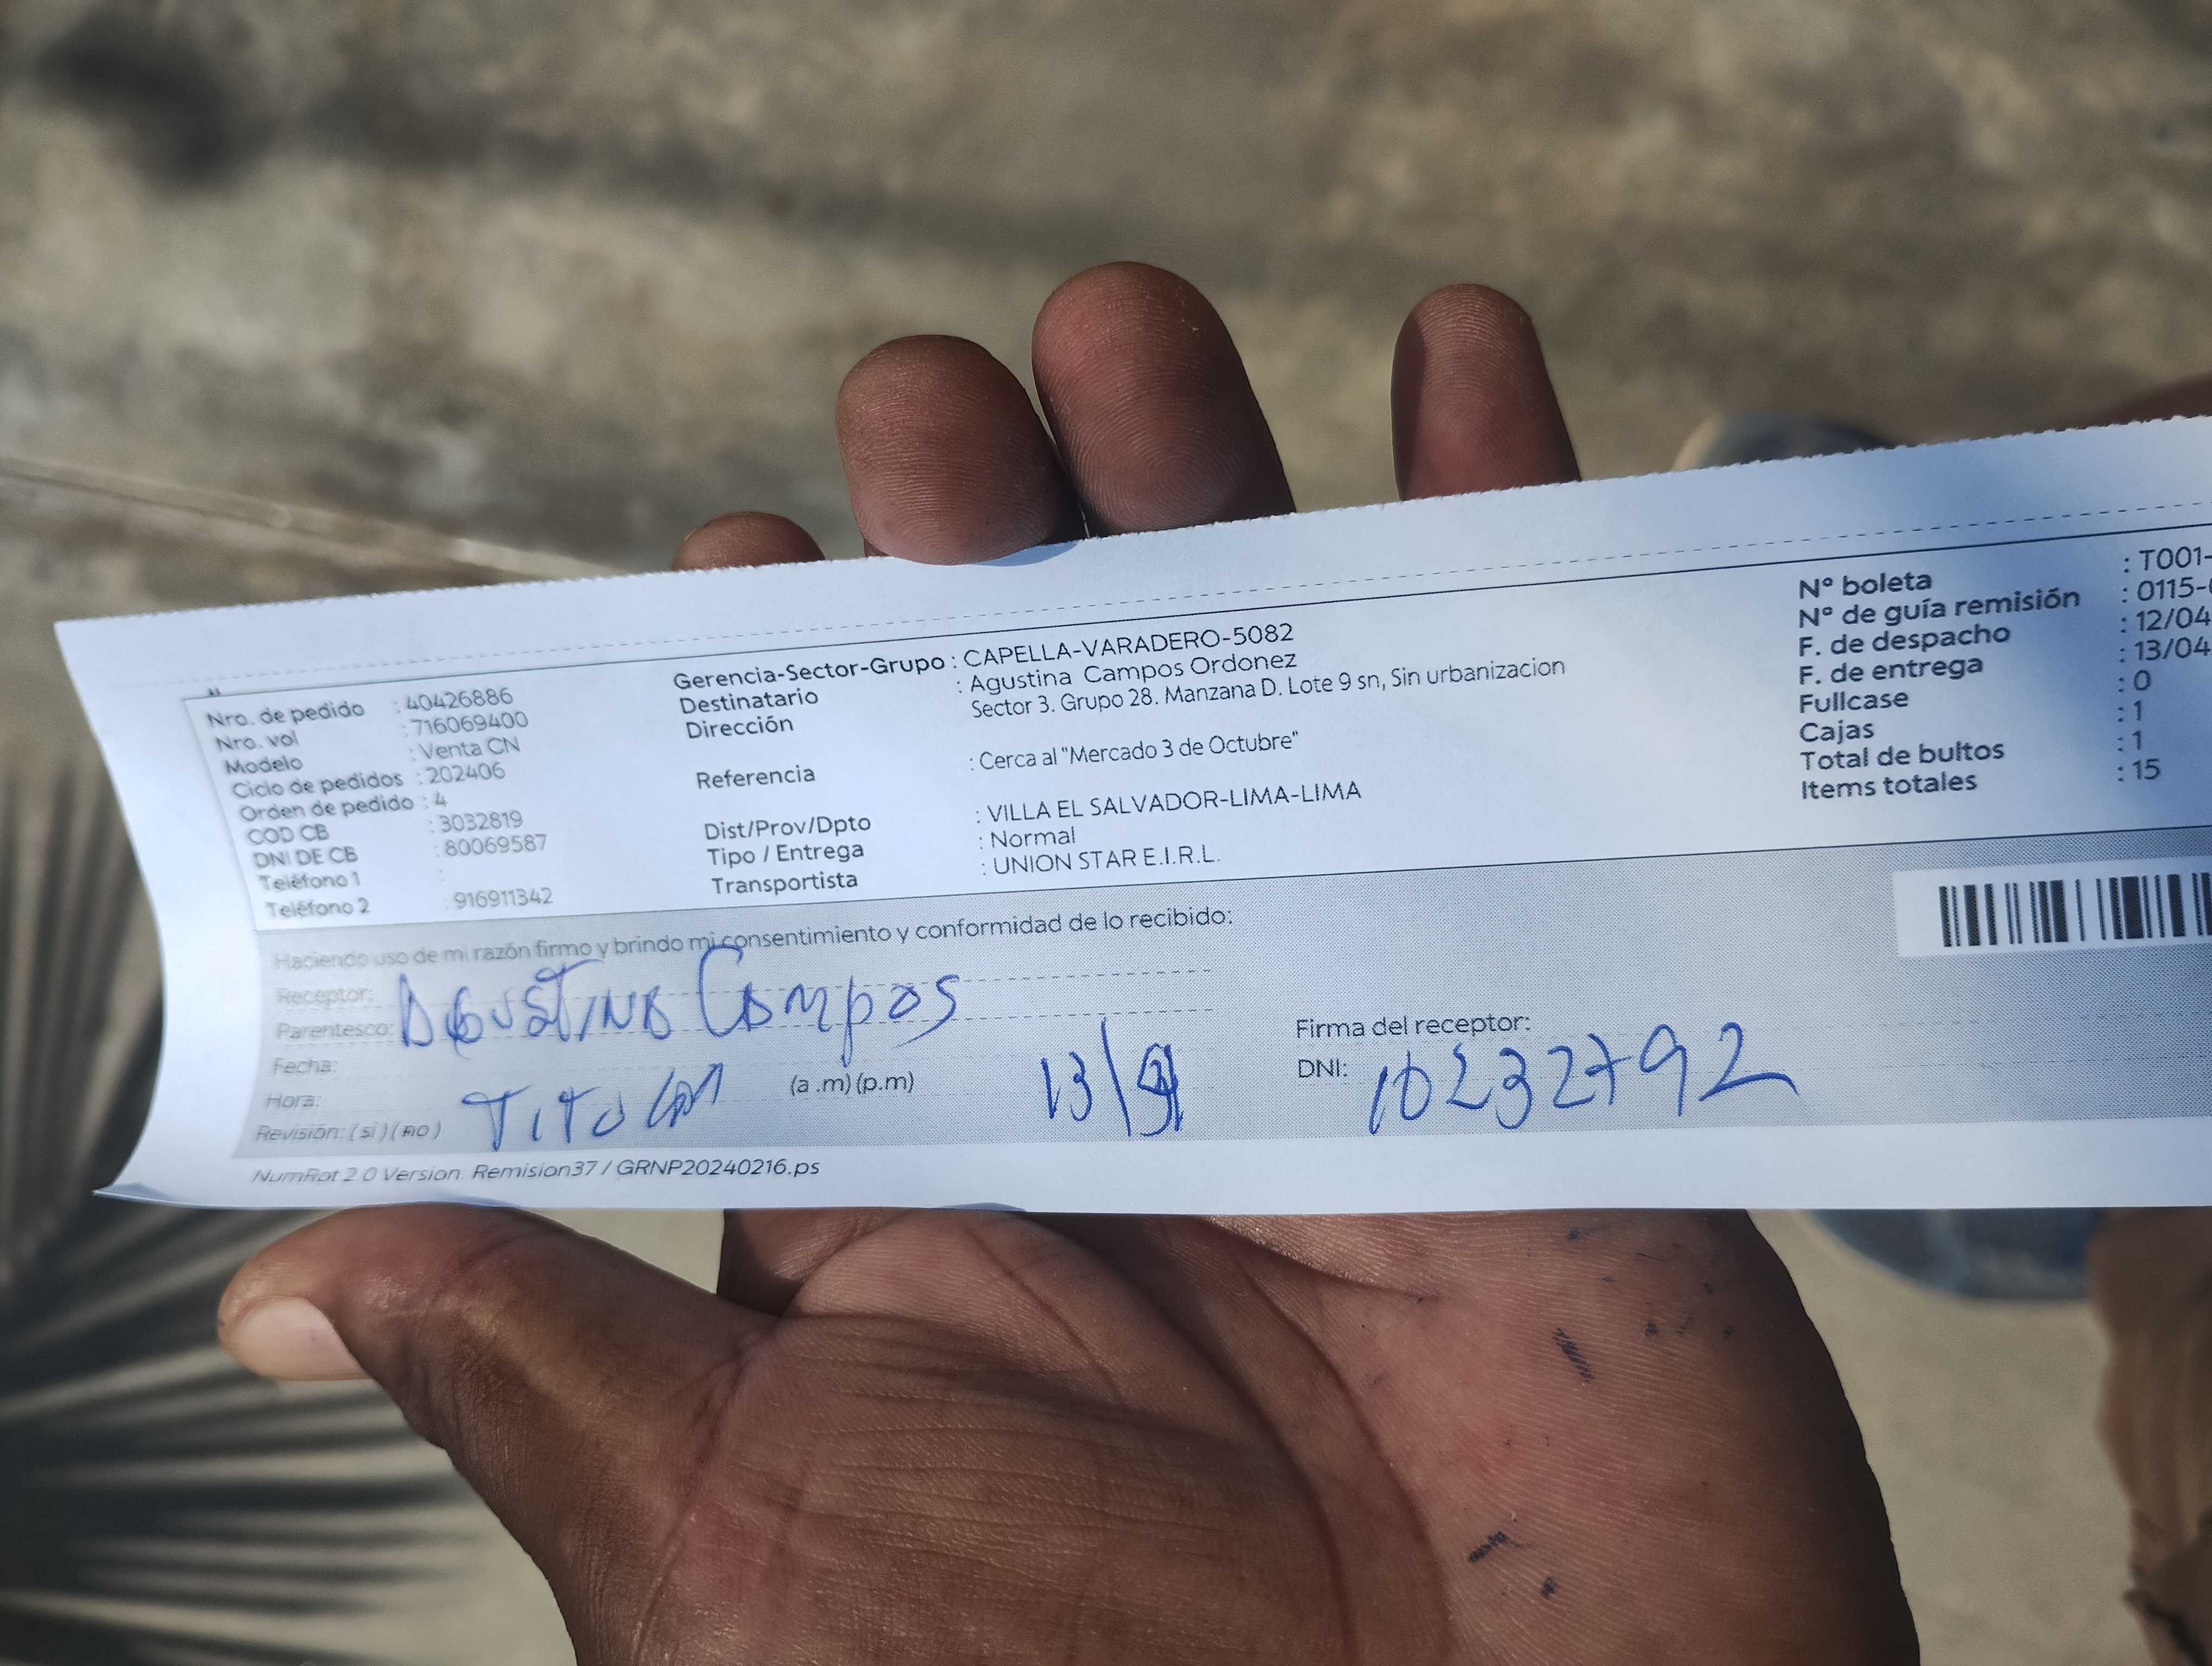 Nro. de pedido : 40426886
Nro. vol : 716069400
Modelo : Venta CN
Ciclo de pedidos : 202406
Orden de pedido : 4
COD CB : 3032819
DNI DE CB : 80069587
Teléfono 1 :
Teléfono 2 916911342
Gerencia-Sector-Grupo : CAPELLA-VARADERO-5082
Destinatario : Agustina Campos Ordonez
Dirección Sector 3. Grupo 28. Manzana D. Lote 9 sn, Sin urbanizacion
Referencia : Cerca al "Mercado 3 de Octubre"
Dist/Prov/Dpto : VILLA EL SALVADOR-LIMA-LIMA
Tipo / Entrega : Normal
Transportista : UNION STAR E.I.R.L.
N° boleta : T001-
N° de guía remisión : 0115-
F. de despacho : 12/04
F. de entrega : 13/04
Fullcase : 0
Cajas : 1
Total de bultos : 1
Items totales : 15
Haciendo uso de mi razón firmo y brindo mi consentimiento y conformidad de lo recibido:
Receptor: Agustina Campos
Parentesco:
Fecha:
Hora: (a .m) (p.m)
Revisión: ( si ) ( no )
Firma del receptor:
DNI: 10232792
NumRot 2.0 Version. Remision37 / GRNP20240216.ps